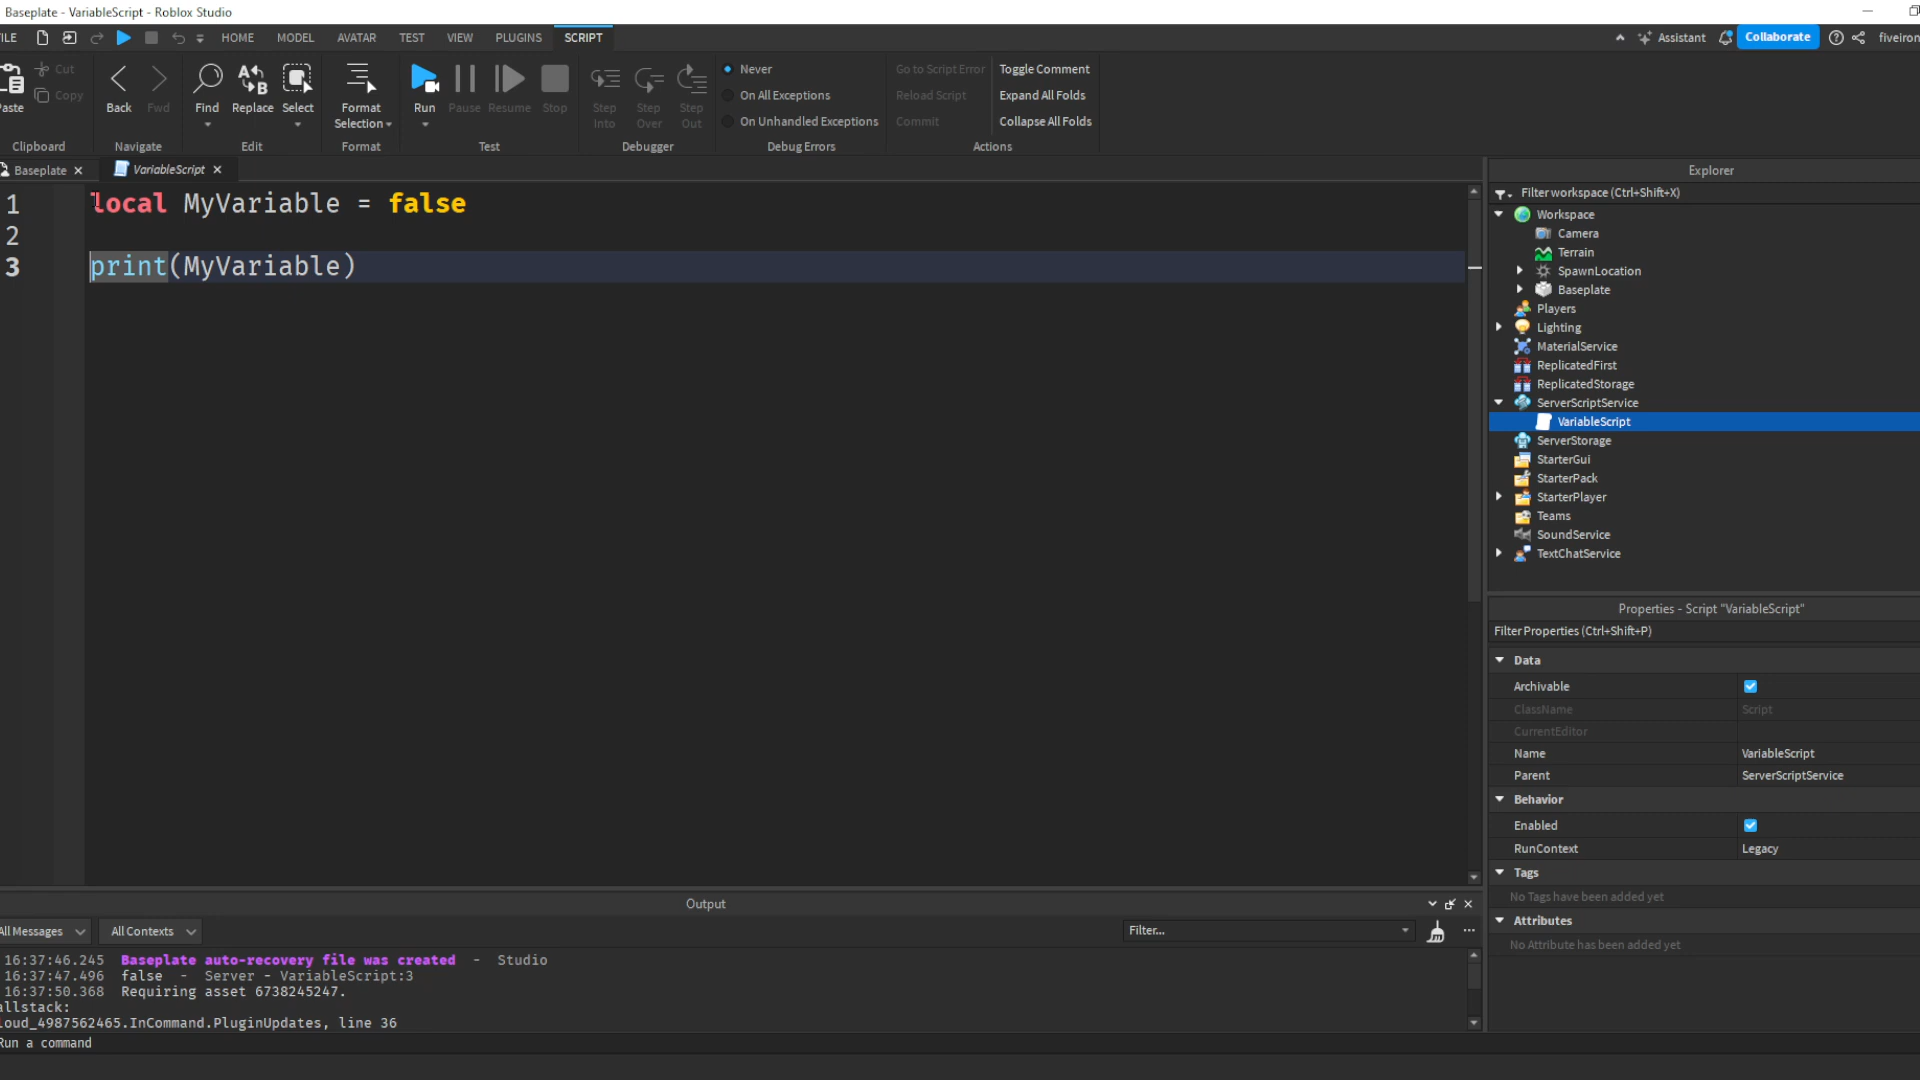 Baseplate - VariableScript - Roblox Studio
ILE HOME MODEL AVATAR TEST VIEW PLUGINS SCRIPT Assistant Collaborate fiveiron
aste Cut Copy Back Fwd Find Replace Select Format Selection Run Pause Resume Stop Step Into Step Over Step Out
Never Go to Script Error Toggle Comment
On All Exceptions Reload Script Expand All Folds
On Unhandled Exceptions Commit Collapse All Folds
Clipboard Navigate Edit Format Test Debugger Debug Errors Actions
Baseplate VariableScript
1 local MyVariable = false
2
3 print(MyVariable)
Explorer
Filter workspace (Ctrl+Shift+X)
Workspace
Camera
Terrain
SpawnLocation
Baseplate
Players
Lighting
MaterialService
ReplicatedFirst
ReplicatedStorage
ServerScriptService
VariableScript
ServerStorage
StarterGui
StarterPack
StarterPlayer
Teams
SoundService
TextChatService
Properties - Script "VariableScript"
Filter Properties (Ctrl+Shift+P)
Data
Archivable
ClassName Script
CurrentEditor
Name VariableScript
Parent ServerScriptService
Behavior
Enabled
RunContext Legacy
Tags
No Tags have been added yet
Attributes
No Attribute has been added yet
Output
All Messages All Contexts Filter...
16:37:46.245 Baseplate auto-recovery file was created - Studio
16:37:47.496 false - Server - VariableScript:3
16:37:50.368 Requiring asset 6738245247.
allstack:
loud_4987562465.InCommand.PluginUpdates, line 36
Run a command